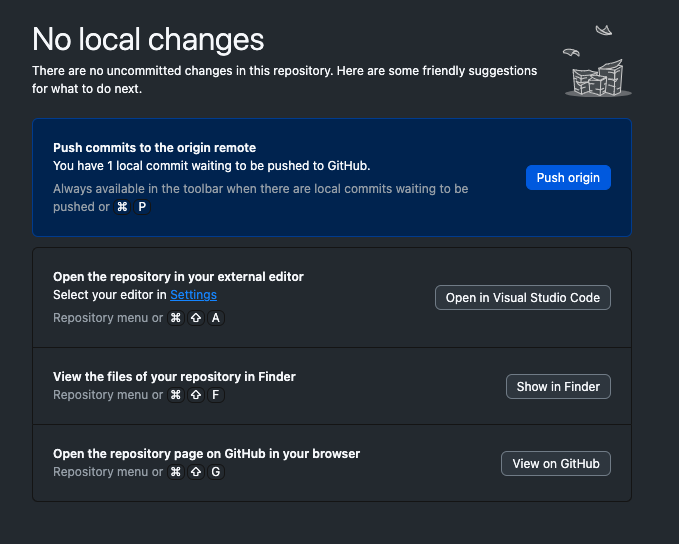 No local changes
There are no uncommitted changes in this repository. Here are some friendly suggestions
for what to do next.
Push commits to the origin remote
You have 1 local commit waiting to be pushed to GitHub.
Always available in the toolbar when there are local commits waiting to be
pushed or ⌘ P
Push origin
Open the repository in your external editor
Select your editor in Settings
Repository menu or ⌘ ⇧ A
Open in Visual Studio Code
View the files of your repository in Finder
Repository menu or ⌘ ⇧ F
Show in Finder
Open the repository page on GitHub in your browser
Repository menu or ⌘ ⇧ G
View on GitHub